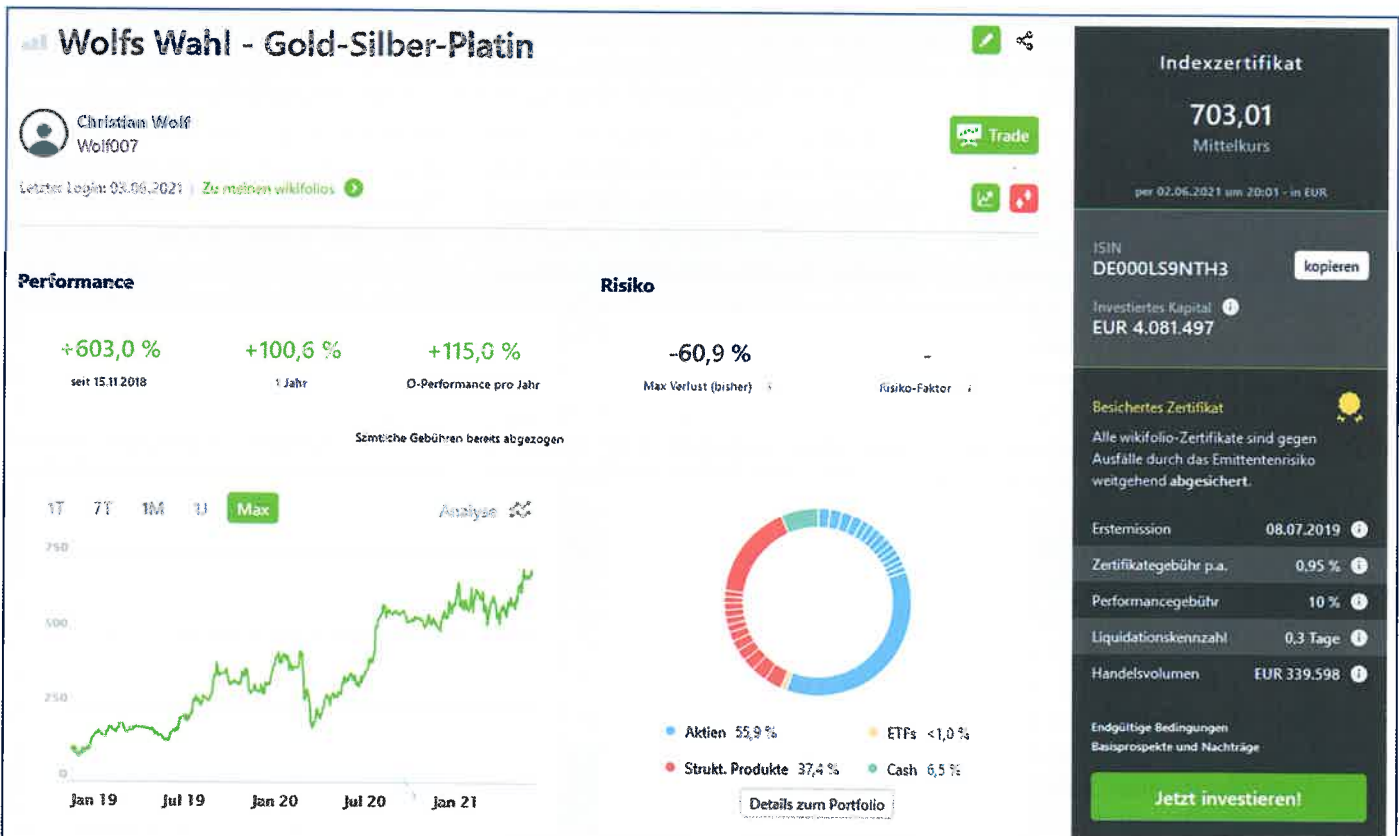 Wolfs Wahl - Gold-Silber-Platin
Christian Wolf
Wolf007
Trade
Letzter Login: 03.06.2021 | Zu meinen wikifolios
Performance
+603,0 %
seit 15.11.2018
+100,6 %
1 Jahr
+115,0 %
Ø-Performance pro Jahr
Sämtliche Gebühren bereits abgezogen
Risiko
-60,9 %
Max Verlust (bisher) i
-
Risiko-Faktor i
1T 7T 1M 1J Max
Analyse
750
500
250
0
Jan 19 Jul 19 Jan 20 Jul 20 Jan 21
Aktien 55,9 %
ETFs <1,0 %
Strukt. Produkte 37,4 %
Cash 6,5 %
Details zum Portfolio
Indexzertifikat
703,01
Mittelkurs
per 02.06.2021 um 20:01 - in EUR
ISIN
DE000LS9NTH3
kopieren
Investiertes Kapital i
EUR 4.081.497
Besichertes Zertifikat
Alle wikifolio-Zertifikate sind gegen
Ausfälle durch das Emittentenrisiko
weitgehend abgesichert.
Erstemission 08.07.2019 i
Zertifikategebühr p.a. 0,95 % i
Performancegebühr 10 % i
Liquidationskennzahl 0,3 Tage i
Handelsvolumen EUR 339.598 i
Endgültige Bedingungen
Basisprospekte und Nachträge
Jetzt investieren!